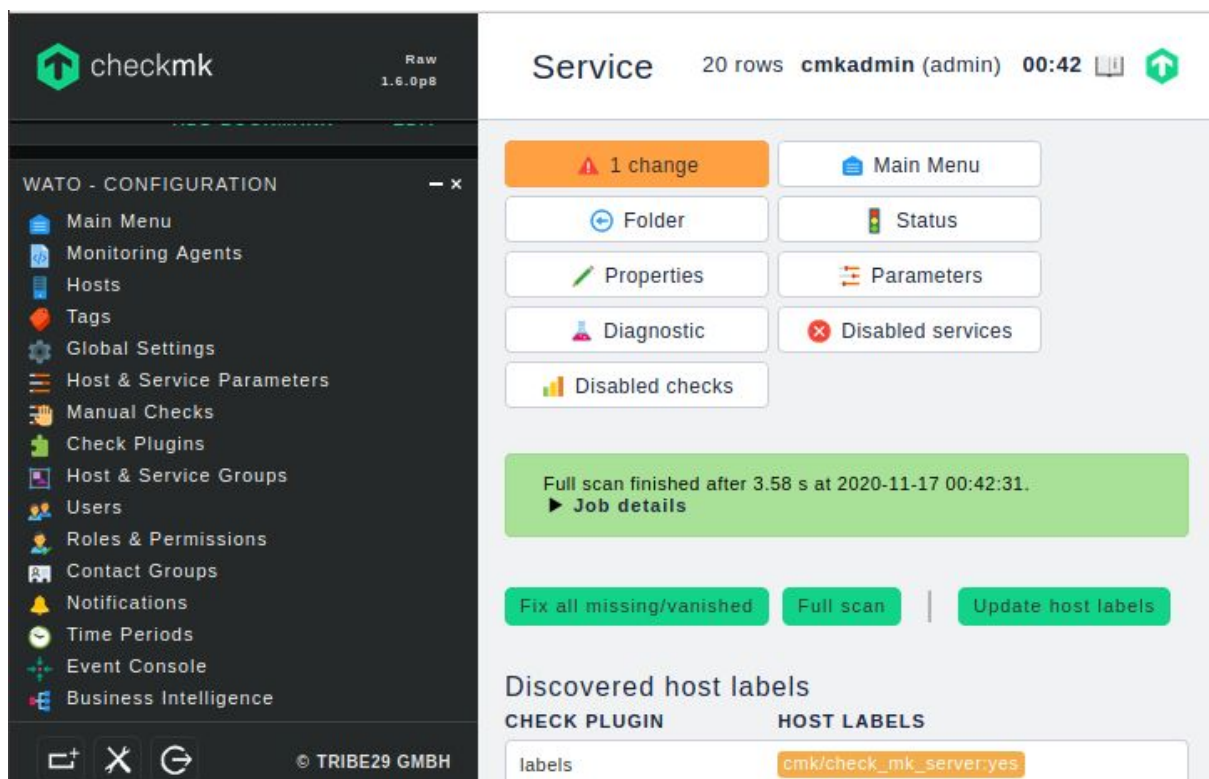 checkmk
Raw
1.6.0p8
WATO - CONFIGURATION
Main Menu
Monitoring Agents
Hosts
Tags
Global Settings
Host & Service Parameters
Manual Checks
Check Plugins
Host & Service Groups
Users
Roles & Permissions
Contact Groups
Notifications
Time Periods
Event Console
Business Intelligence
© TRIBE29 GMBH
Service 20 rows cmkadmin (admin) 00:42
1 change Main Menu
Folder Status
Properties Parameters
Diagnostic Disabled services
Disabled checks
Full scan finished after 3.58 s at 2020-11-17 00:42:31.
Job details
Fix all missing/vanished Full scan Update host labels
Discovered host labels
CHECK PLUGIN HOST LABELS
labels cmk/check_mk_server:yes